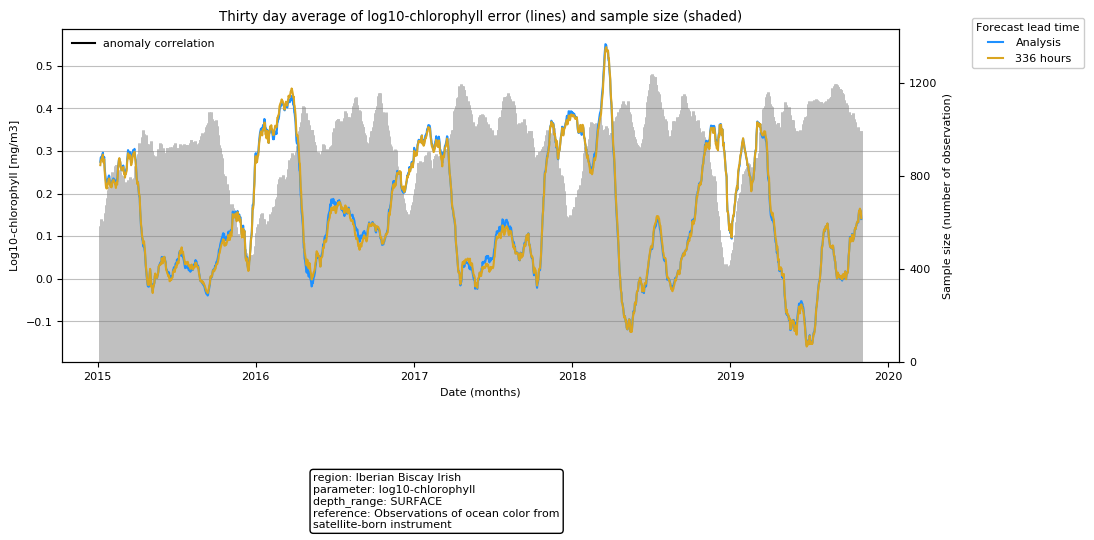 Thirty day average of log10-chlorophyll error (lines) and sample size (shaded)
Forecast lead time
Analysis
336 hours
anomaly correlation
Log10-chlorophyll [mg/m3]
0.5
0.4
0.3
0.2
0.1
0.0
−0.1
1200
800
400
0
Sample size (number of observation)
2015
2016
2017
2018
2019
2020
Date (months)
region: Iberian Biscay Irish
parameter: log10-chlorophyll
depth_range: SURFACE
reference: Observations of ocean color from
satellite-born instrument